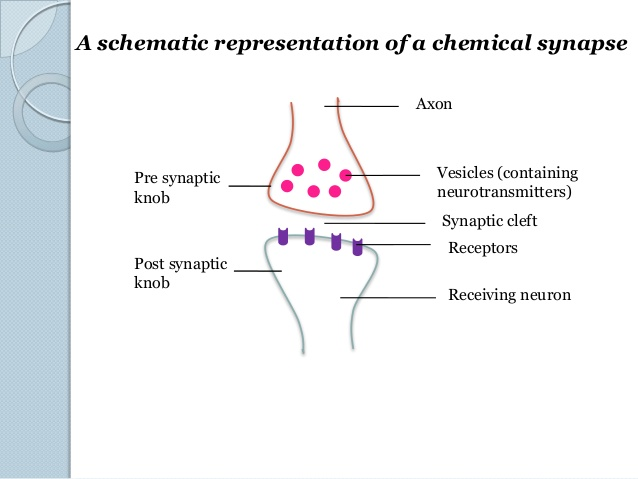 A schematic representation of a chemical synapse
Axon
Pre synaptic
knob
Vesicles (containing
neurotransmitters)
Synaptic cleft
Receptors
Post synaptic
knob
Receiving neuron